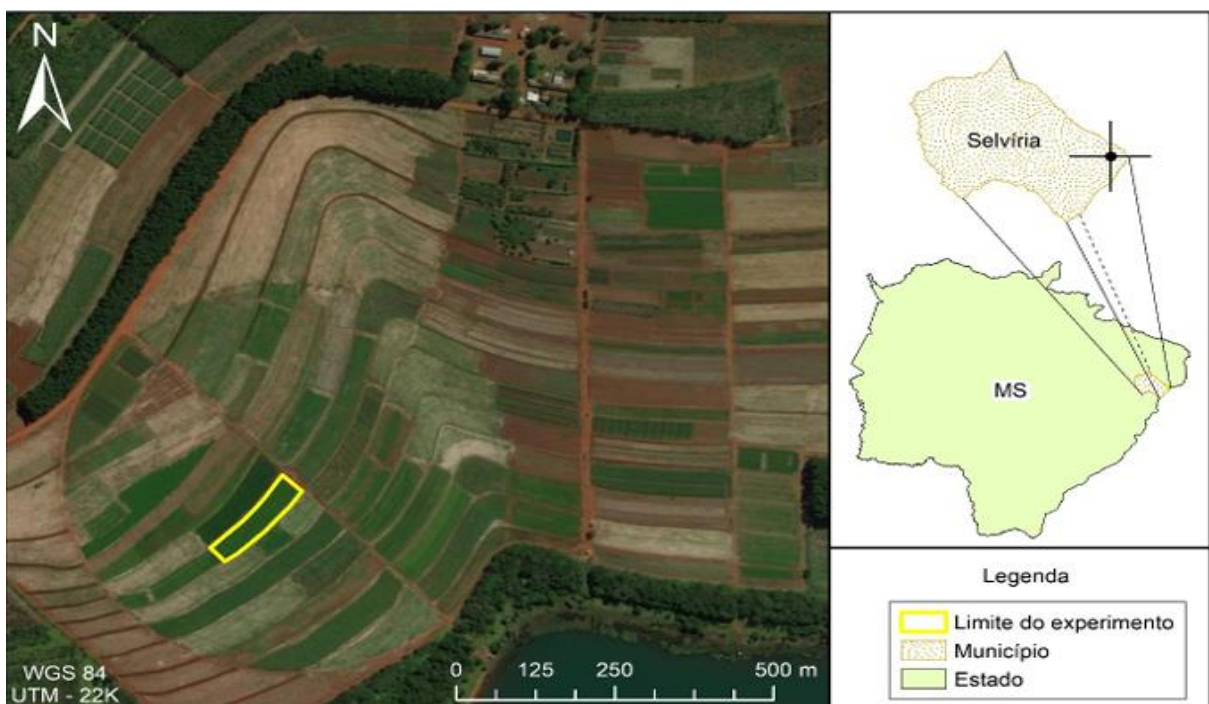 N
Selvíria
MS
WGS 84
UTM - 22K
0 125 250 500 m
Legenda
Limite do experimento
Município
Estado